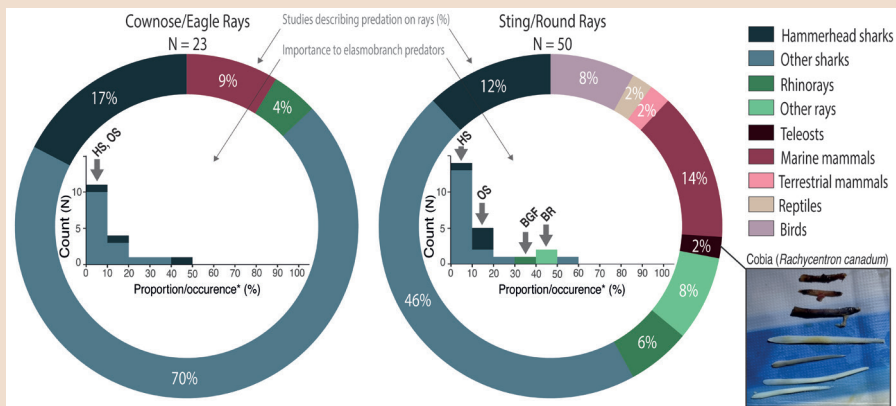 Cownose/Eagle Rays
N = 23
Studies describing predation on rays (%)
Importance to elasmobranch predators
Sting/Round Rays
N = 50
17%
9%
4%
70%
HS, OS
Count (N)
10
5
0
0 10 20 30 40 50 60 70 80 90 100
Proportion/occurence* (%)
12%
8%
2%
2%
14%
2%
8%
6%
46%
HS
OS
BGF
BR
Count (N)
10
5
0
0 10 20 30 40 50 60 70 80 90 100
Proportion/occurence* (%)
Hammerhead sharks
Other sharks
Rhinorays
Other rays
Teleosts
Marine mammals
Terrestrial mammals
Reptiles
Birds
Cobia (Rachycentron canadum)